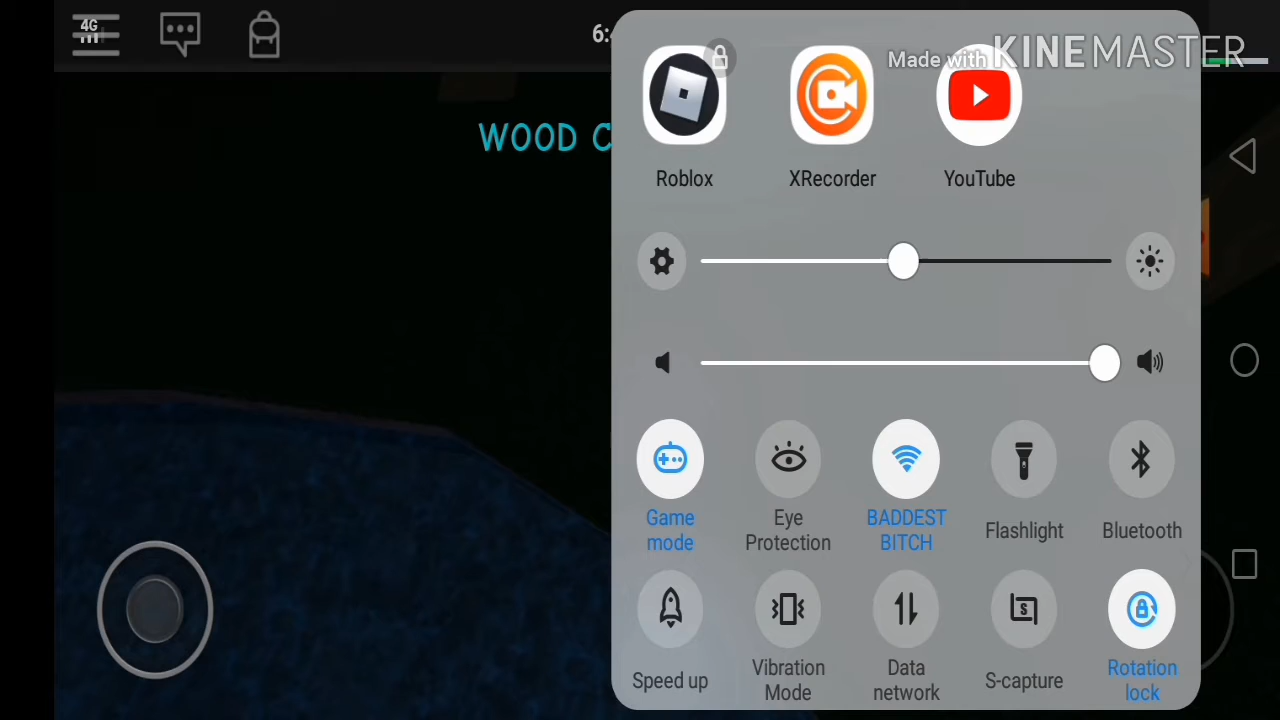 4G
6:
Made with KINEMASTER
WOOD C
Roblox
XRecorder
YouTube
Game mode
Eye Protection
BADDEST BITCH
Flashlight
Bluetooth
Speed up
Vibration Mode
Data network
S
S-capture
Rotation lock